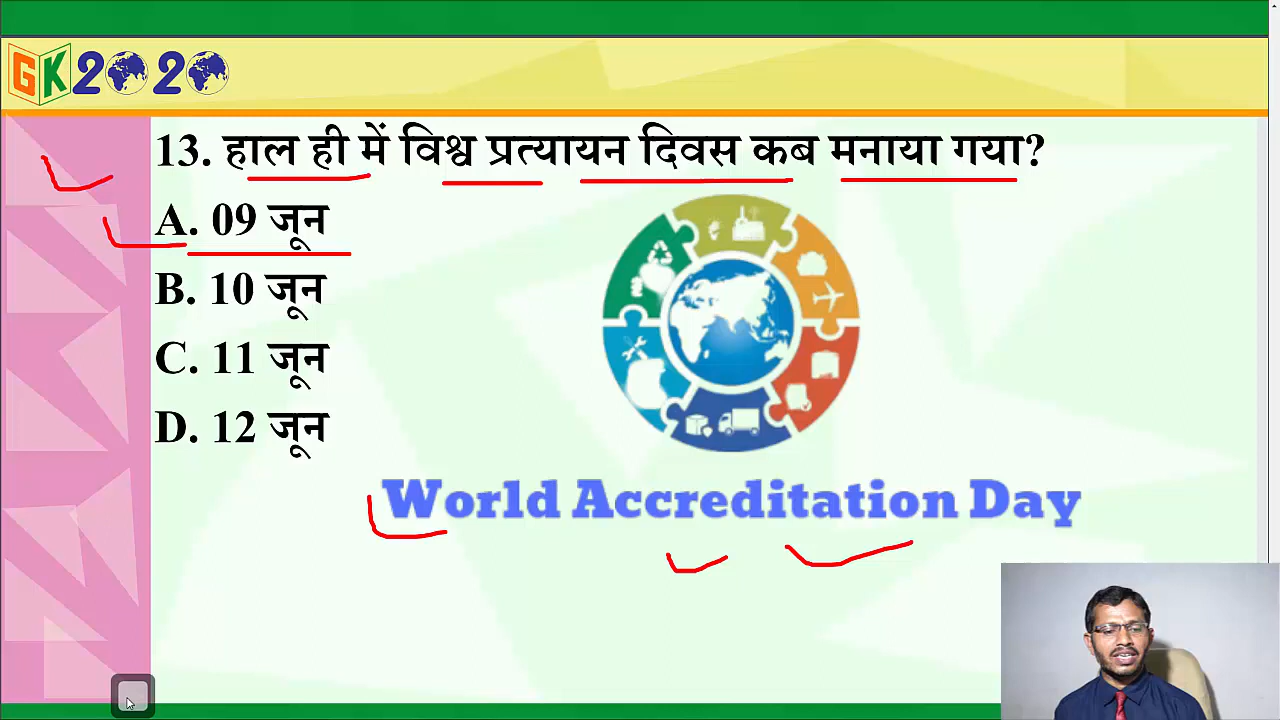 GK2020
13. हाल ही में विश्व प्रत्यायन दिवस कब मनाया गया?
A. 09 जून
B. 10 जून
C. 11 जून
D. 12 जून
World Accreditation Day